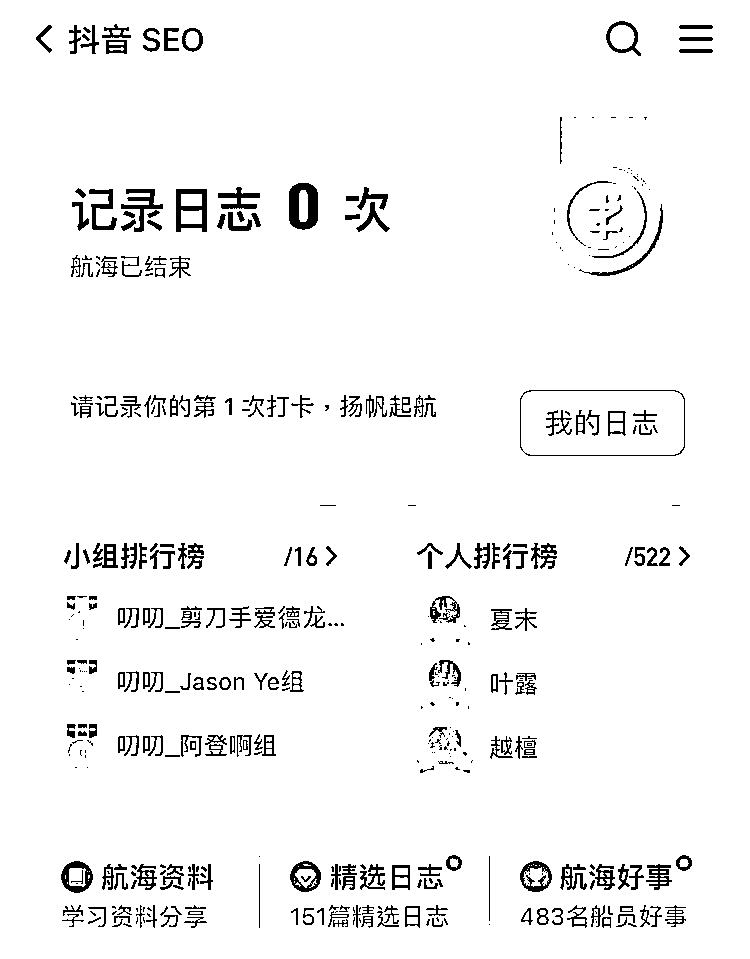 抖音 SEO
记录日志 0 次
航海已结束
请记录你的第 1 次打卡，扬帆起航
我的日志
小组排行榜 /16
叨叨_剪刀手爱德龙...
叨叨_Jason Ye组
叨叨_阿登啊组
个人排行榜 /522
夏末
叶露
越檀
航海资料
学习资料分享
精选日志
151篇精选日志
航海好事
483名船员好事